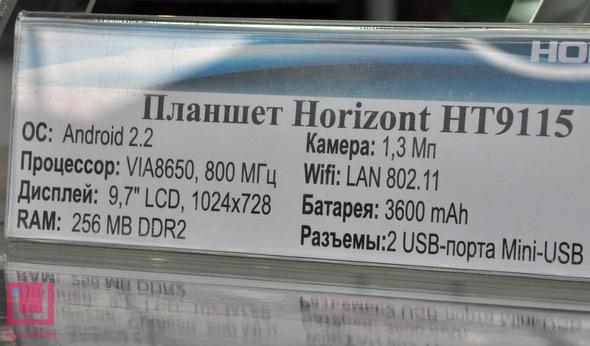 HO
Планшет Horizont HT9115
ОС: Android 2.2
Процессор: VIA8650, 800 МГц
Дисплей: 9,7" LCD, 1024x728
RAM: 256 MB DDR2
Камера: 1,3 Мп
Wifi: LAN 802.11
Батарея: 3600 mAh
Разъемы:2 USB-порта Mini-USB